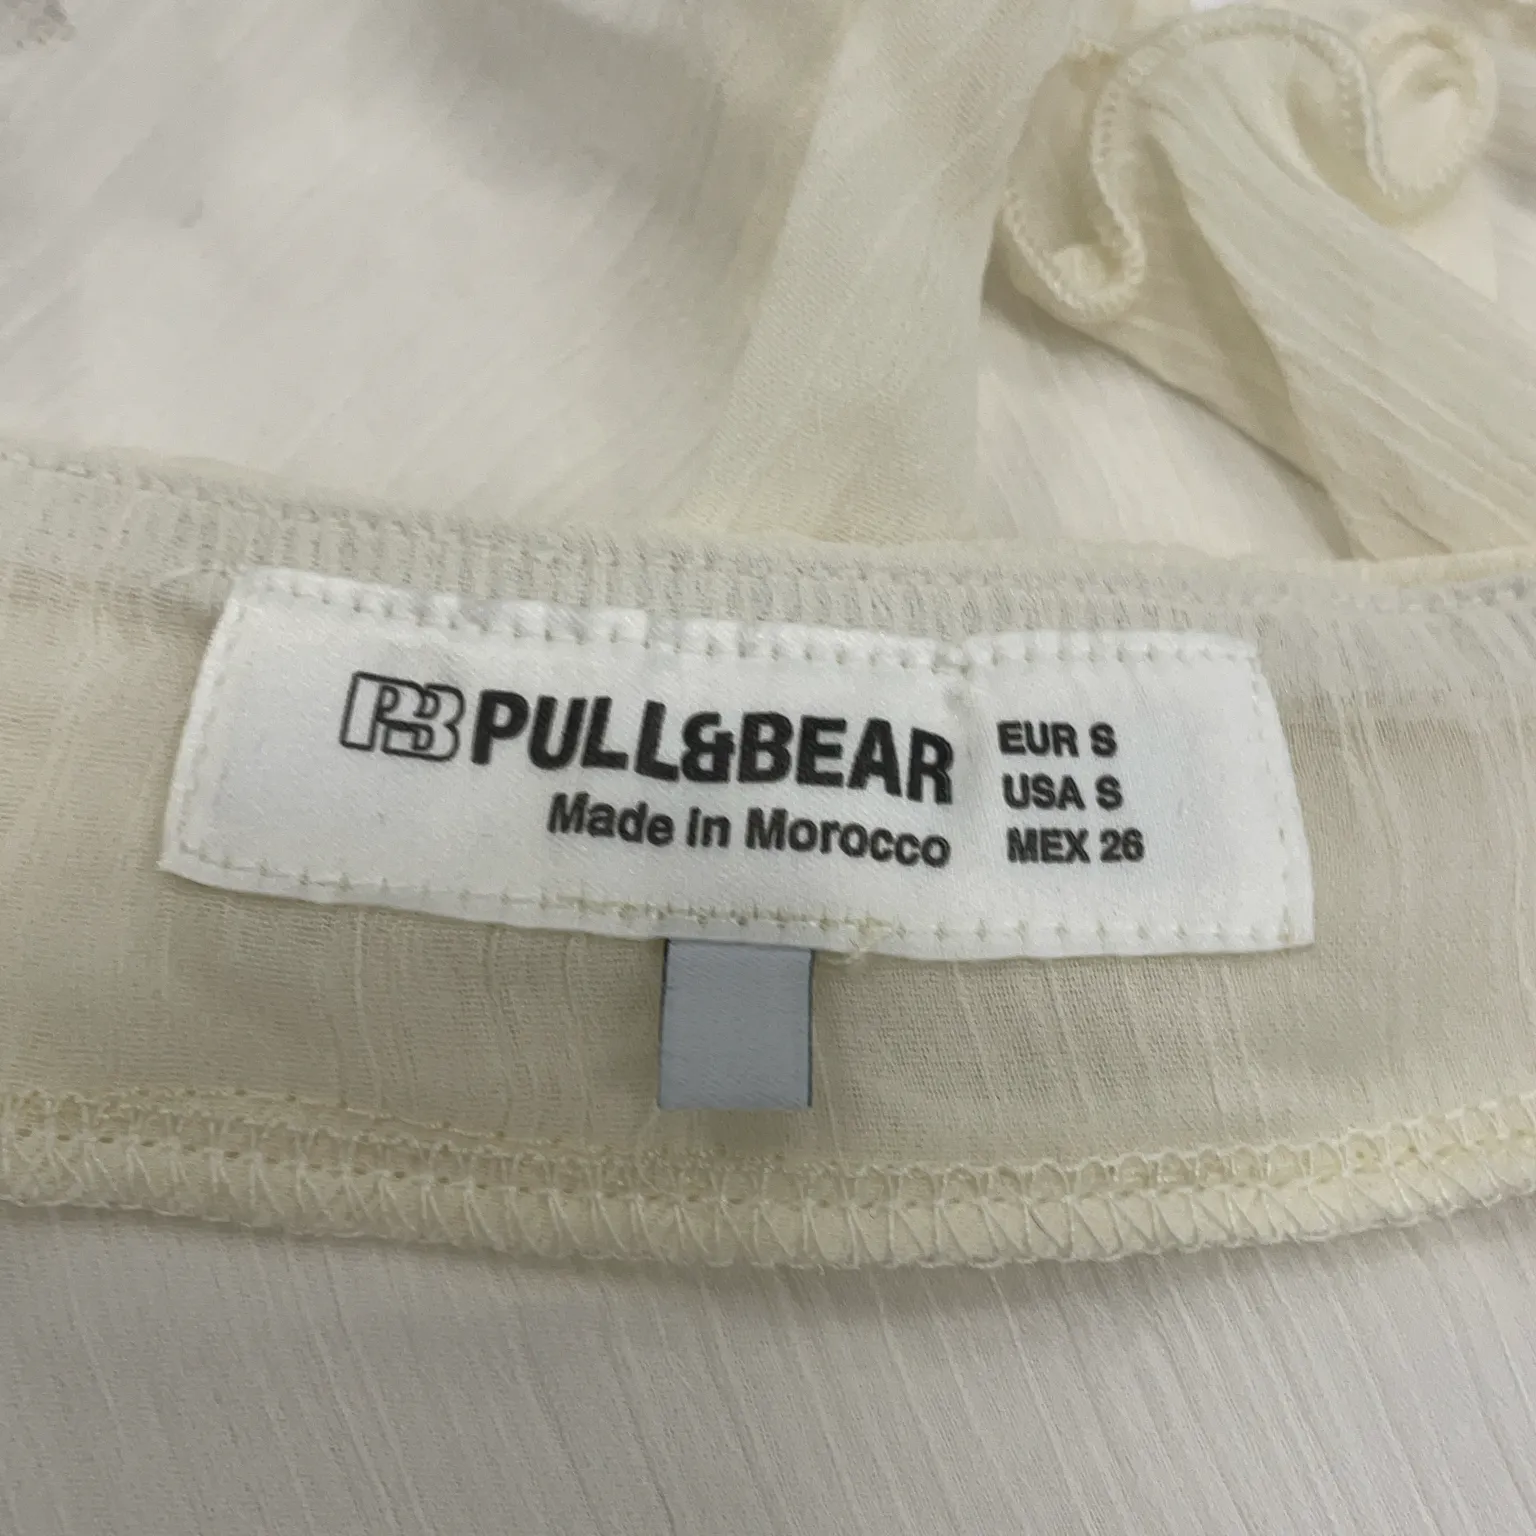 PB PULL&BEAR
Made in Morocco
EUR S
USA S
MEX 26